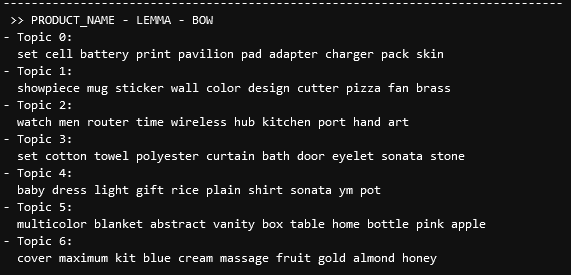 --------------------------------------------------------------------------------
>> PRODUCT_NAME - LEMMA - BOW
- Topic 0:
set cell battery print pavilion pad adapter charger pack skin
- Topic 1:
showpiece mug sticker wall color design cutter pizza fan brass
- Topic 2:
watch men router time wireless hub kitchen port hand art
- Topic 3:
set cotton towel polyester curtain bath door eyelet sonata stone
- Topic 4:
baby dress light gift rice plain shirt sonata ym pot
- Topic 5:
multicolor blanket abstract vanity box table home bottle pink apple
- Topic 6:
cover maximum kit blue cream massage fruit gold almond honey